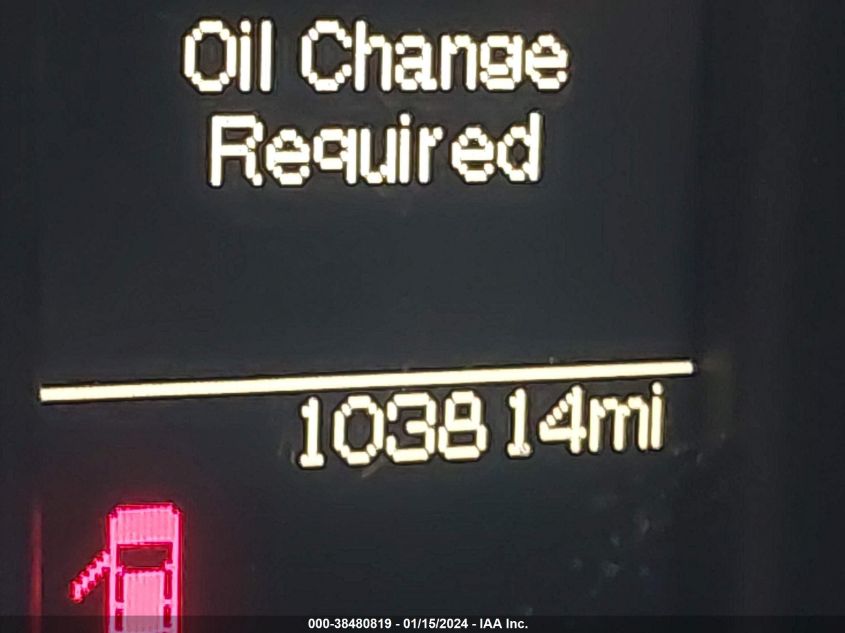 Oil Change
Required
103814mi
000-38480819 - 01/15/2024 - IAA Inc.